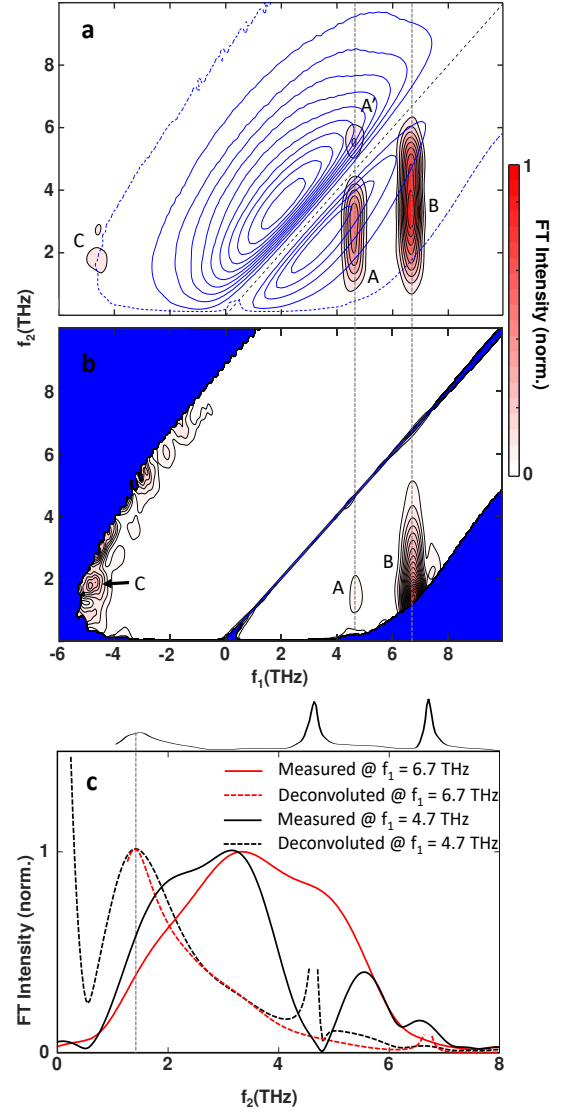 a
8
6
4
2
f₂(THz)
A'
B
A
C
1
0
FT Intensity (norm.)
b
8
6
4
2
C
A
B
-6 -4 -2 0 2 4 6 8
f₁(THz)
c
Measured @ f₁ = 6.7 THz
Deconvoluted @ f₁ = 6.7 THz
Measured @ f₁ = 4.7 THz
Deconvoluted @ f₁ = 4.7 THz
1
0
FT Intensity (norm.)
0 2 4 6 8
f₂(THz)